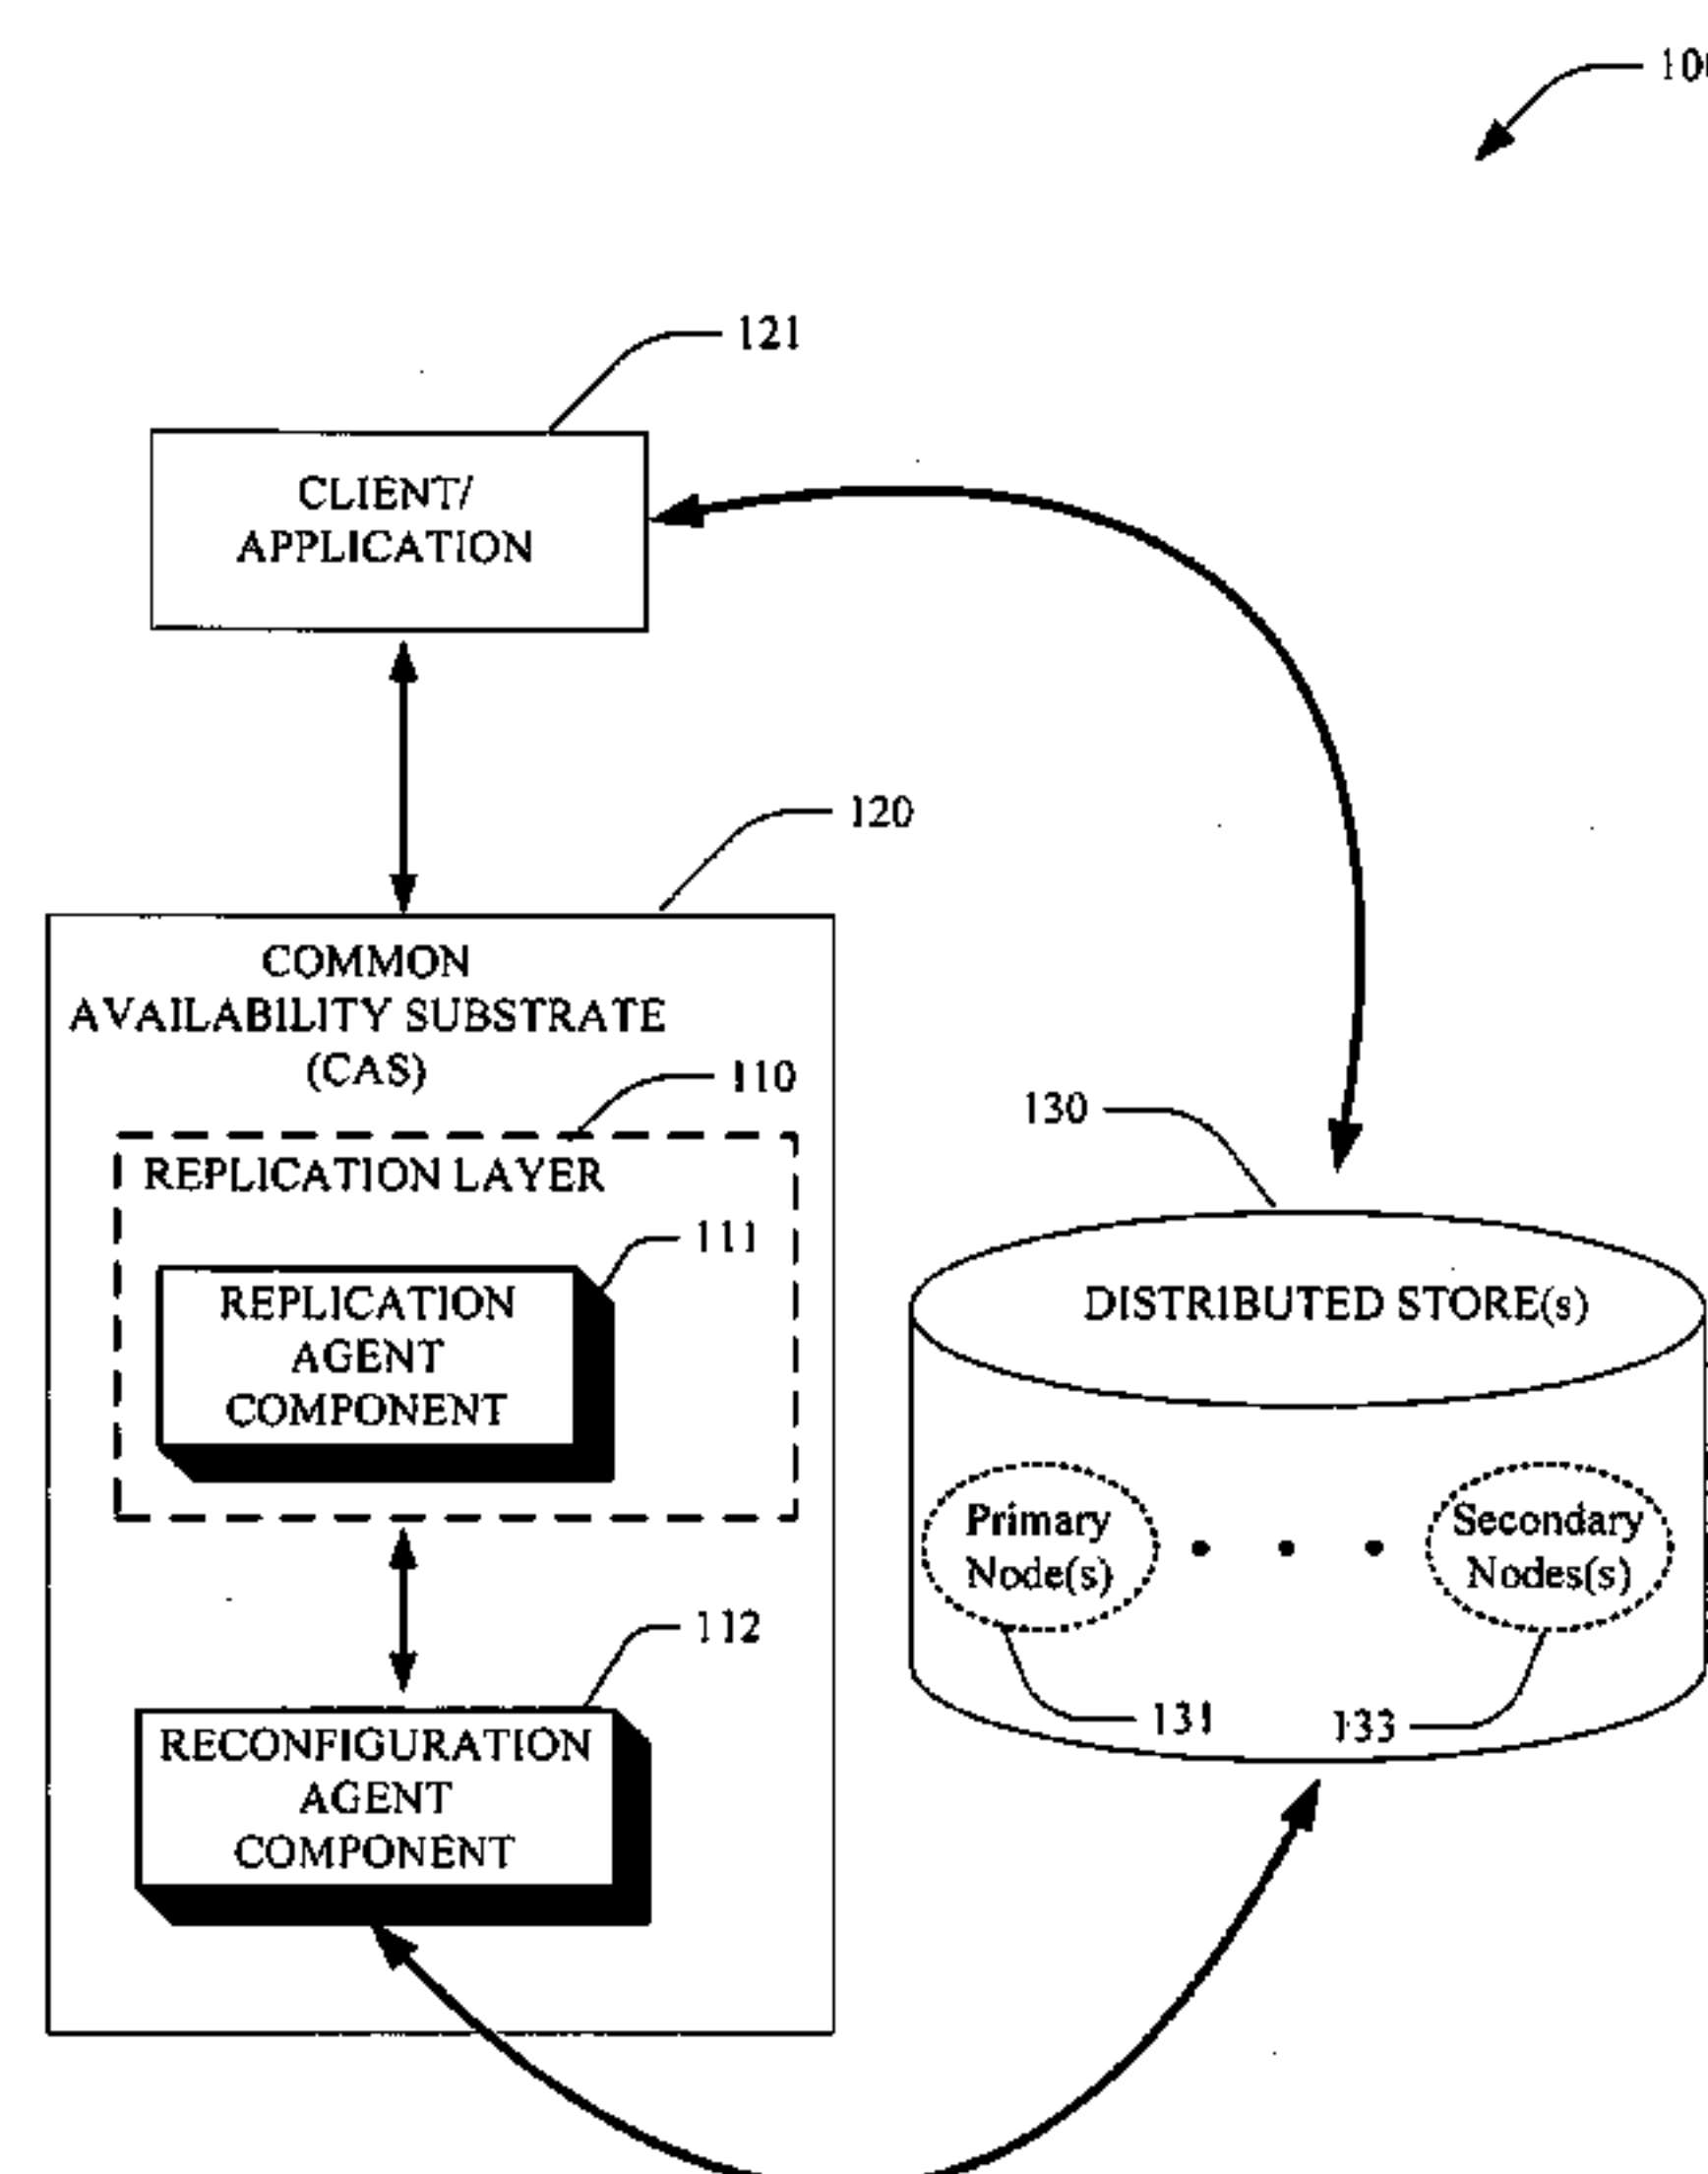 121
CLIENT/
APPLICATION
120
COMMON
AVAILABILITY SUBSTRATE
(CAS)
110
130
REPLICATION LAYER
111
REPLICATION
AGENT
COMPONENT
DISTRIBUTED STORE(s)
Primary
Node(s)
Secondary
Nodes(s)
112
131
133
RECONFIGURATION
AGENT
COMPONENT